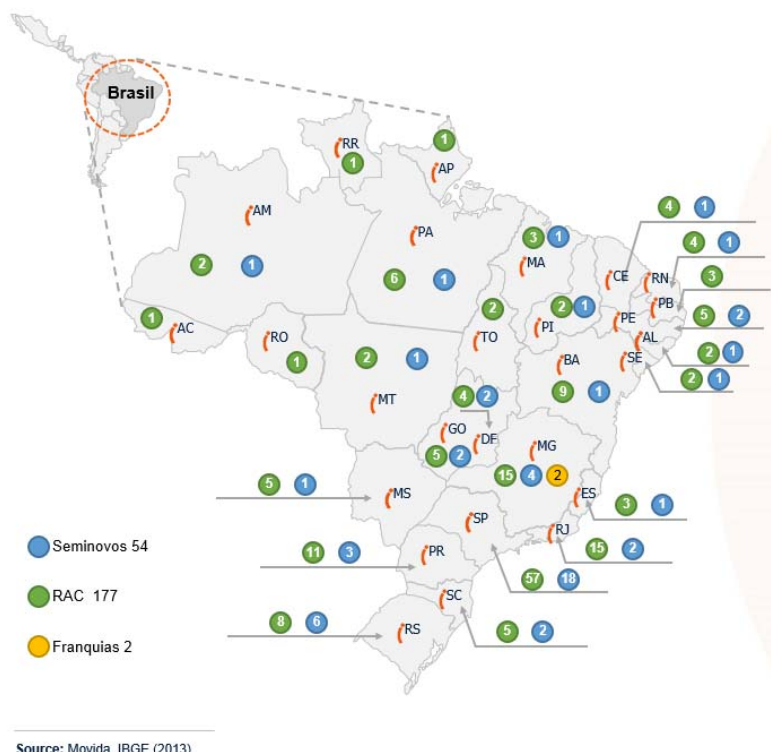 Brasil
1
RR
1
AP
AM
2 1
PA
6 1
3 1
MA
4 1
CE
4 1
RN
3
PB
5 2
PE
2 1
AL
2 1
SE
1
AC
RO
1
2 1
MT
2
TO
2 1
PI
BA
9 1
4 2
GO
DF
5 2
MG
15 4 2
5 1
MS
ES
3 1
SP
RJ
15 2
11 3
PR
57 18
SC
8 6
RS
5 2
Seminovos 54
RAC 177
Franquias 2
Source: Movida, IBGE (2013)